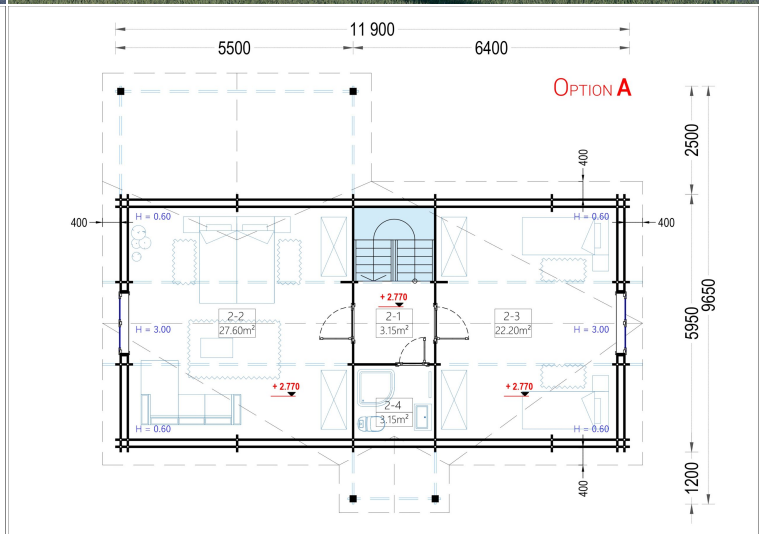 11 900
5500
6400
OPTION A
2500
400
400
H = 0.60
H = 0.60
400
+ 2.770
2-2
27.60m²
2-1
3.15m²
2-3
22.20m²
H = 3.00
H = 3.00
5950
9650
+ 2.770
+ 2.770
2-4
3.15m²
H = 0.60
H = 0.60
400
1200